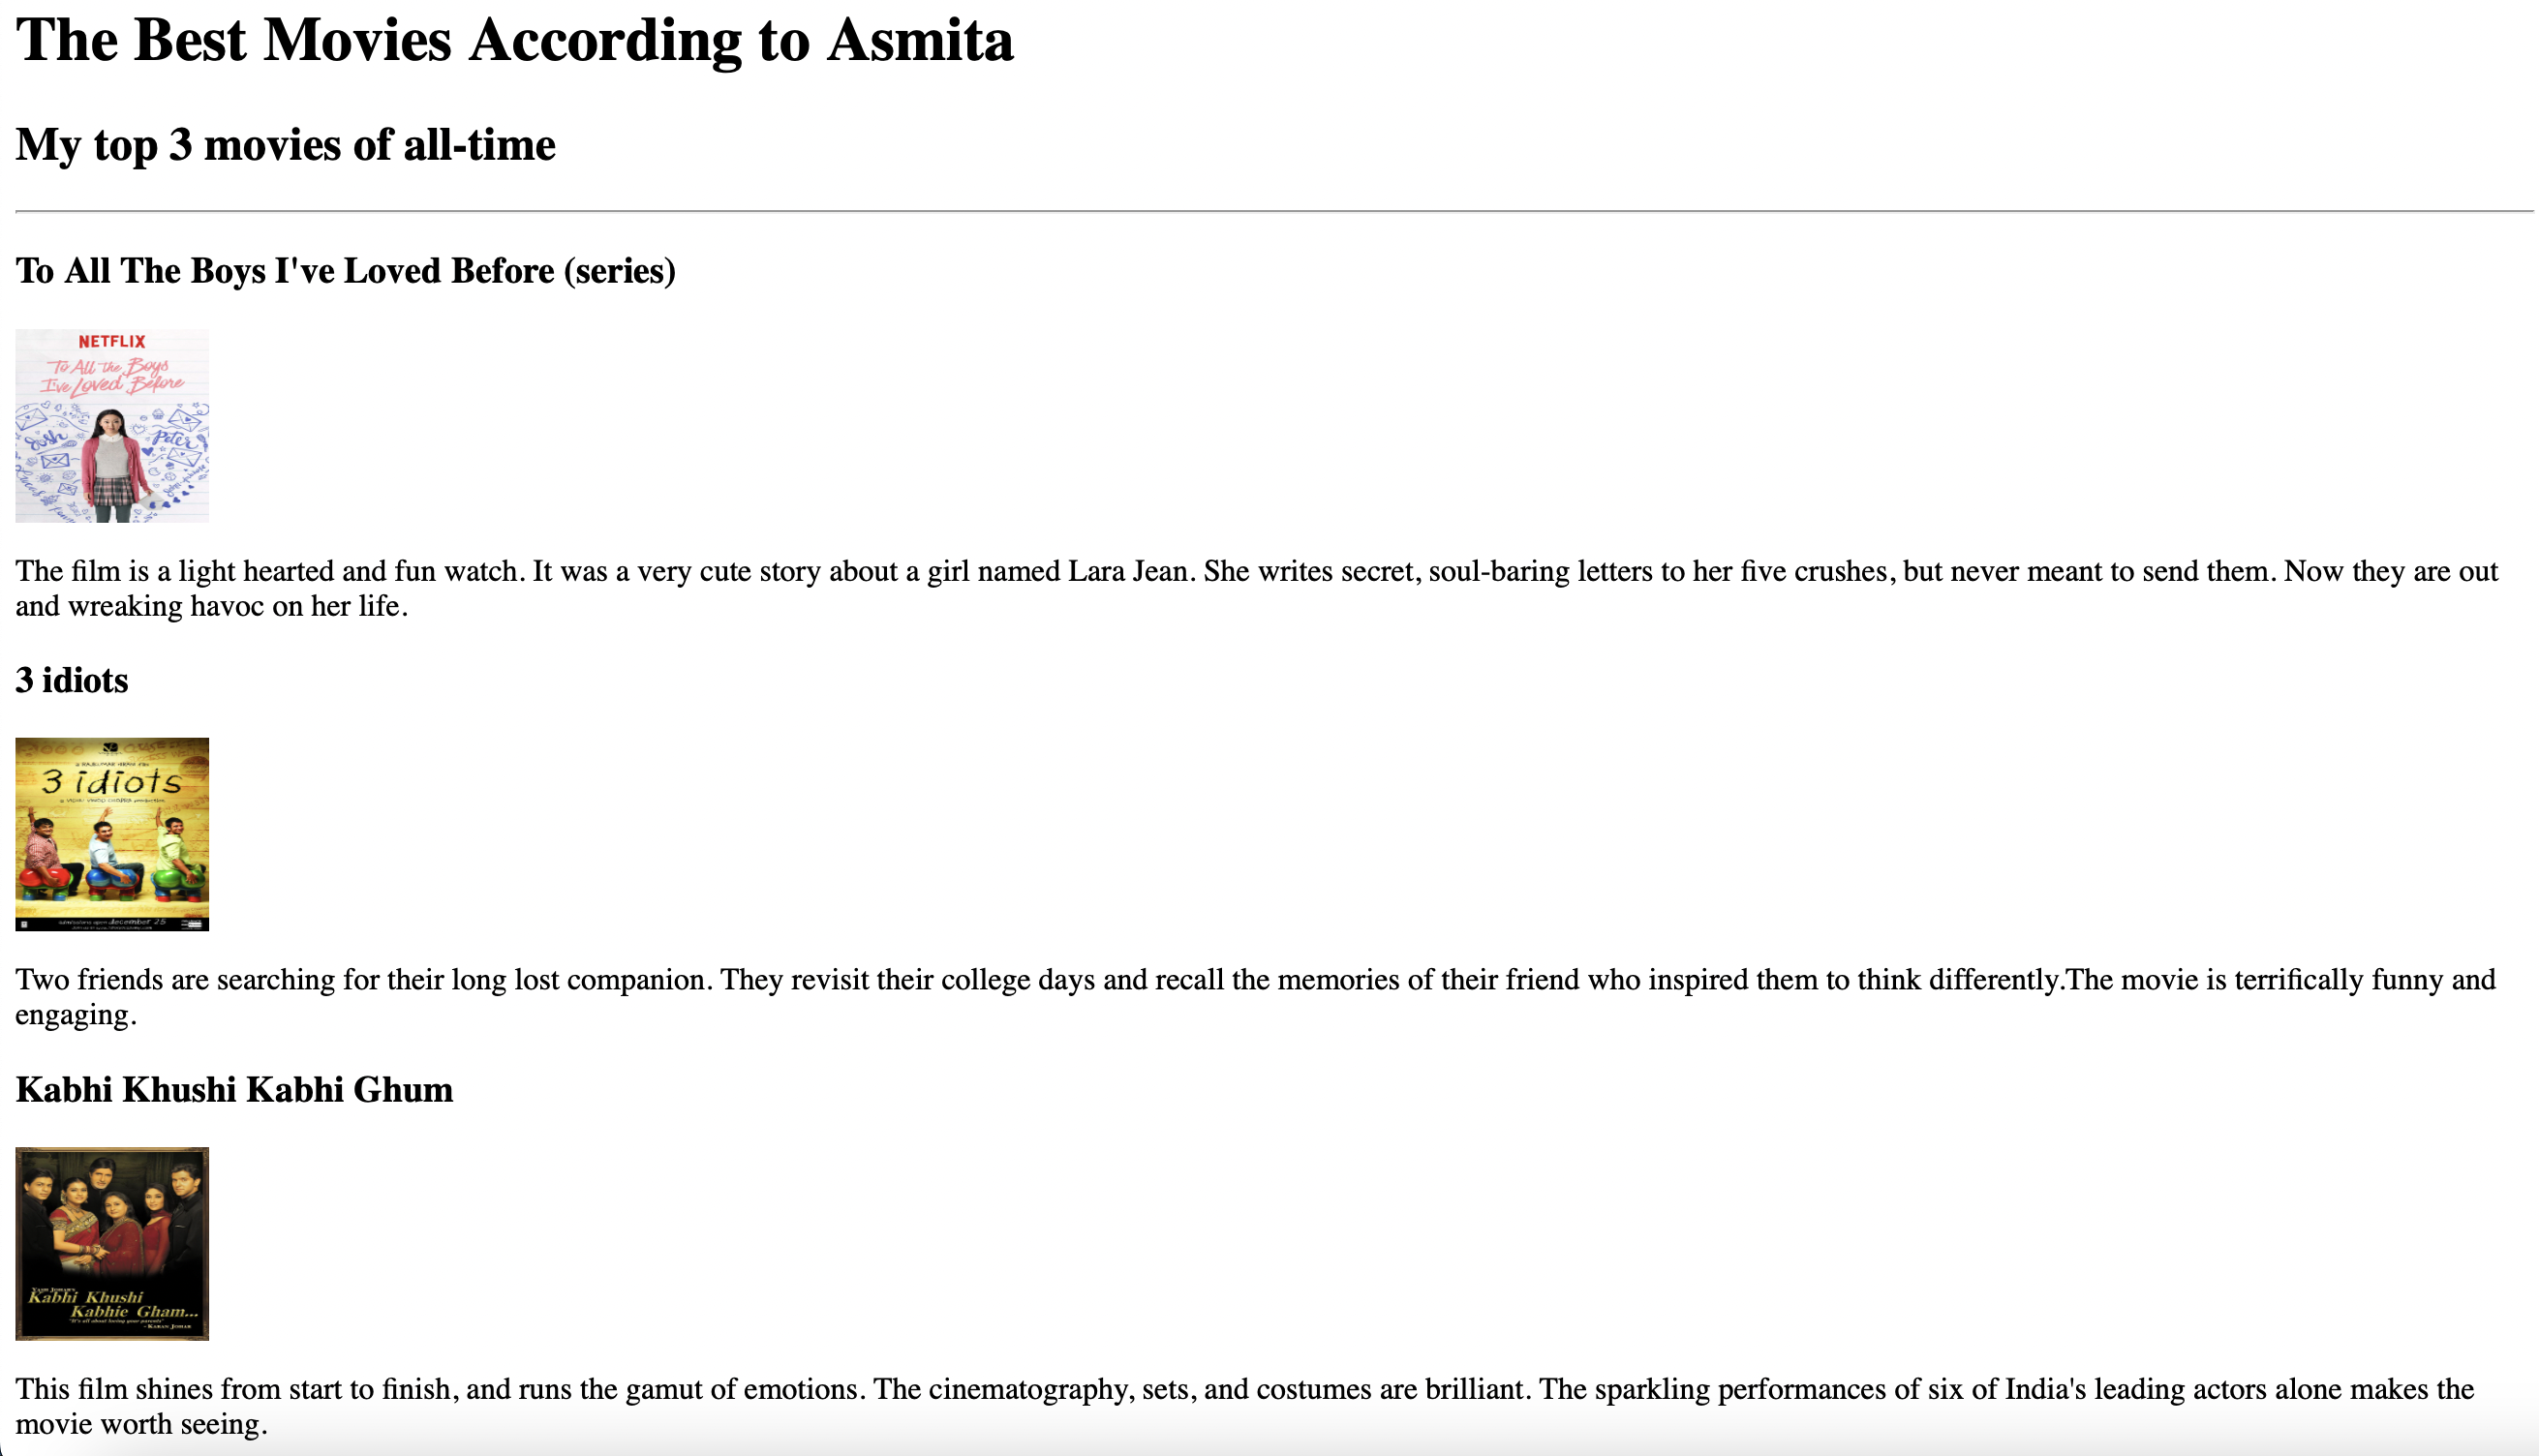 The Best Movies According to Asmita
My top 3 movies of all-time
To All The Boys I've Loved Before (series)
NETFLIX
To All the Boys
I've Loved Before
Josh
Peter
Lucas
The film is a light hearted and fun watch. It was a very cute story about a girl named Lara Jean. She writes secret, soul-baring letters to her five crushes, but never meant to send them. Now they are out
and wreaking havoc on her life.
3 idiots
3 idiots
Two friends are searching for their long lost companion. They revisit their college days and recall the memories of their friend who inspired them to think differently.The movie is terrifically funny and
engaging.
Kabhi Khushi Kabhi Ghum
Yash Johar's
Kabhi Khushi
Kabhie Gham...
"It's all about loving your parents"
-Karan Johar
This film shines from start to finish, and runs the gamut of emotions. The cinematography, sets, and costumes are brilliant. The sparkling performances of six of India's leading actors alone makes the
movie worth seeing.